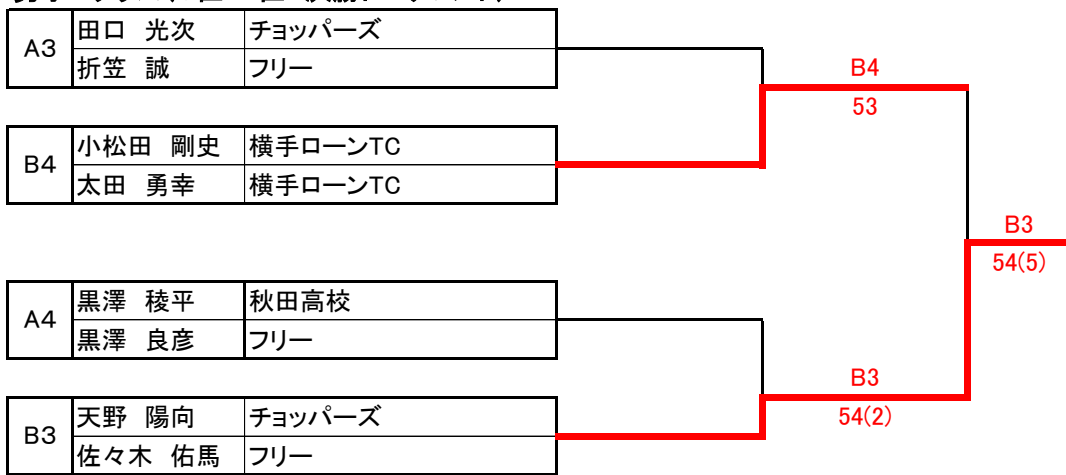 A3 田口 光次 チョッパーズ
折笠 誠 フリー
B4
53
B4 小松田 剛史 横手ローンTC
太田 勇幸 横手ローンTC
B3
54(5)
A4 黒澤 稜平 秋田高校
黒澤 良彦 フリー
B3
54(2)
B3 天野 陽向 チョッパーズ
佐々木 佑馬 フリー